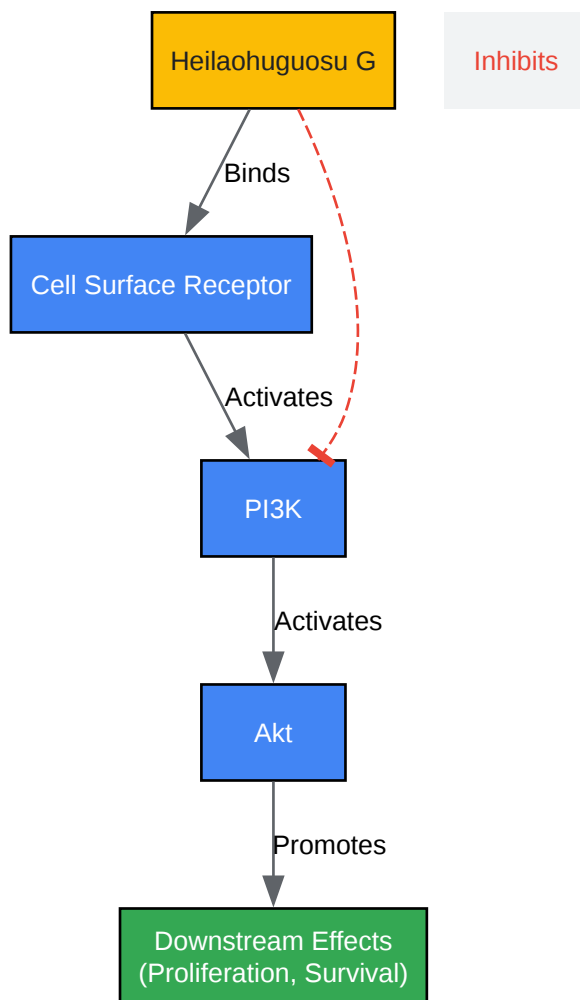 Heilaohuguosu G
Inhibits
Binds
Cell Surface Receptor
Activates
PI3K
Activates
Akt
Promotes
Downstream Effects
(Proliferation, Survival)